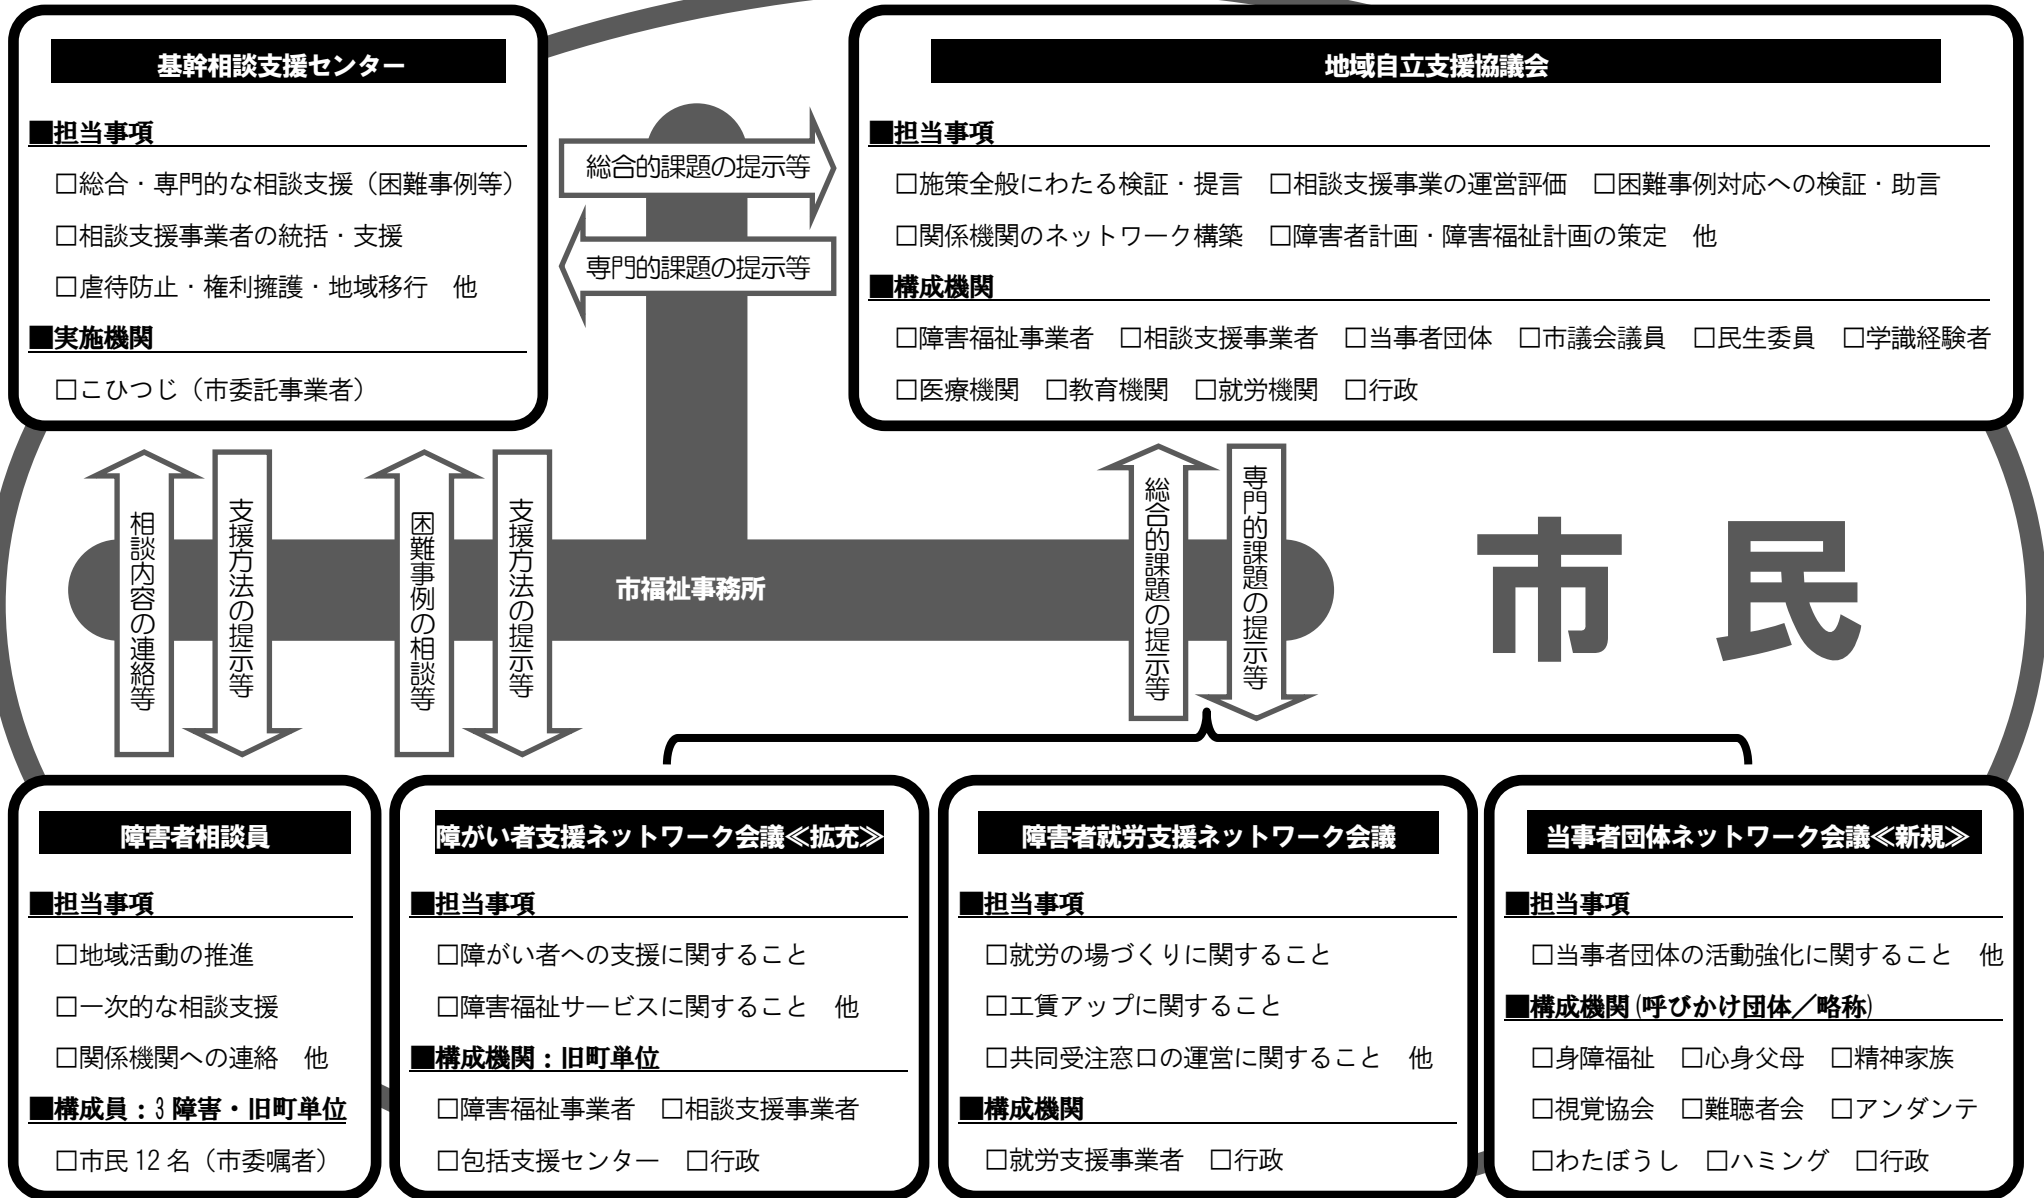 基幹相談支援センター
■担当事項
□総合・専門的な相談支援（困難事例等）
□相談支援事業者の統括・支援
□虐待防止・権利擁護・地域移行　他
■実施機関
□こひつじ（市委託事業者）
総合的課題の提示等
専門的課題の提示等
地域自立支援協議会
■担当事項
□施策全般にわたる検証・提言　□相談支援事業の運営評価　□困難事例対応への検証・助言
□関係機関のネットワーク構築　□障害者計画・障害福祉計画の策定　他
■構成機関
□障害福祉事業者　□相談支援事業者　□当事者団体　□市議会議員　□民生委員　□学識経験者
□医療機関　□教育機関　□就労機関　□行政
相談内容の連絡等
支援方法の提示等
困難事例の相談等
支援方法の提示等
市福祉事務所
総合的課題の提示等
専門的課題の提示等
市民
障害者相談員
■担当事項
□地域活動の推進
□一次的な相談支援
□関係機関への連絡　他
■構成員：3障害・旧町単位
□市民12名（市委嘱者）
障がい者支援ネットワーク会議≪拡充≫
■担当事項
□障がい者への支援に関すること
□障害福祉サービスに関すること　他
■構成機関：旧町単位
□障害福祉事業者　□相談支援事業者
□包括支援センター　□行政
障害者就労支援ネットワーク会議
■担当事項
□就労の場づくりに関すること
□工賃アップに関すること
□共同受注窓口の運営に関すること　他
■構成機関
□就労支援事業者　□行政
当事者団体ネットワーク会議≪新規≫
■担当事項
□当事者団体の活動強化に関すること　他
■構成機関(呼びかけ団体／略称)
□身障福祉　□心身父母　□精神家族
□視覚協会　□難聴者会　□アンダンテ
□わたぼうし　□ハミング　□行政